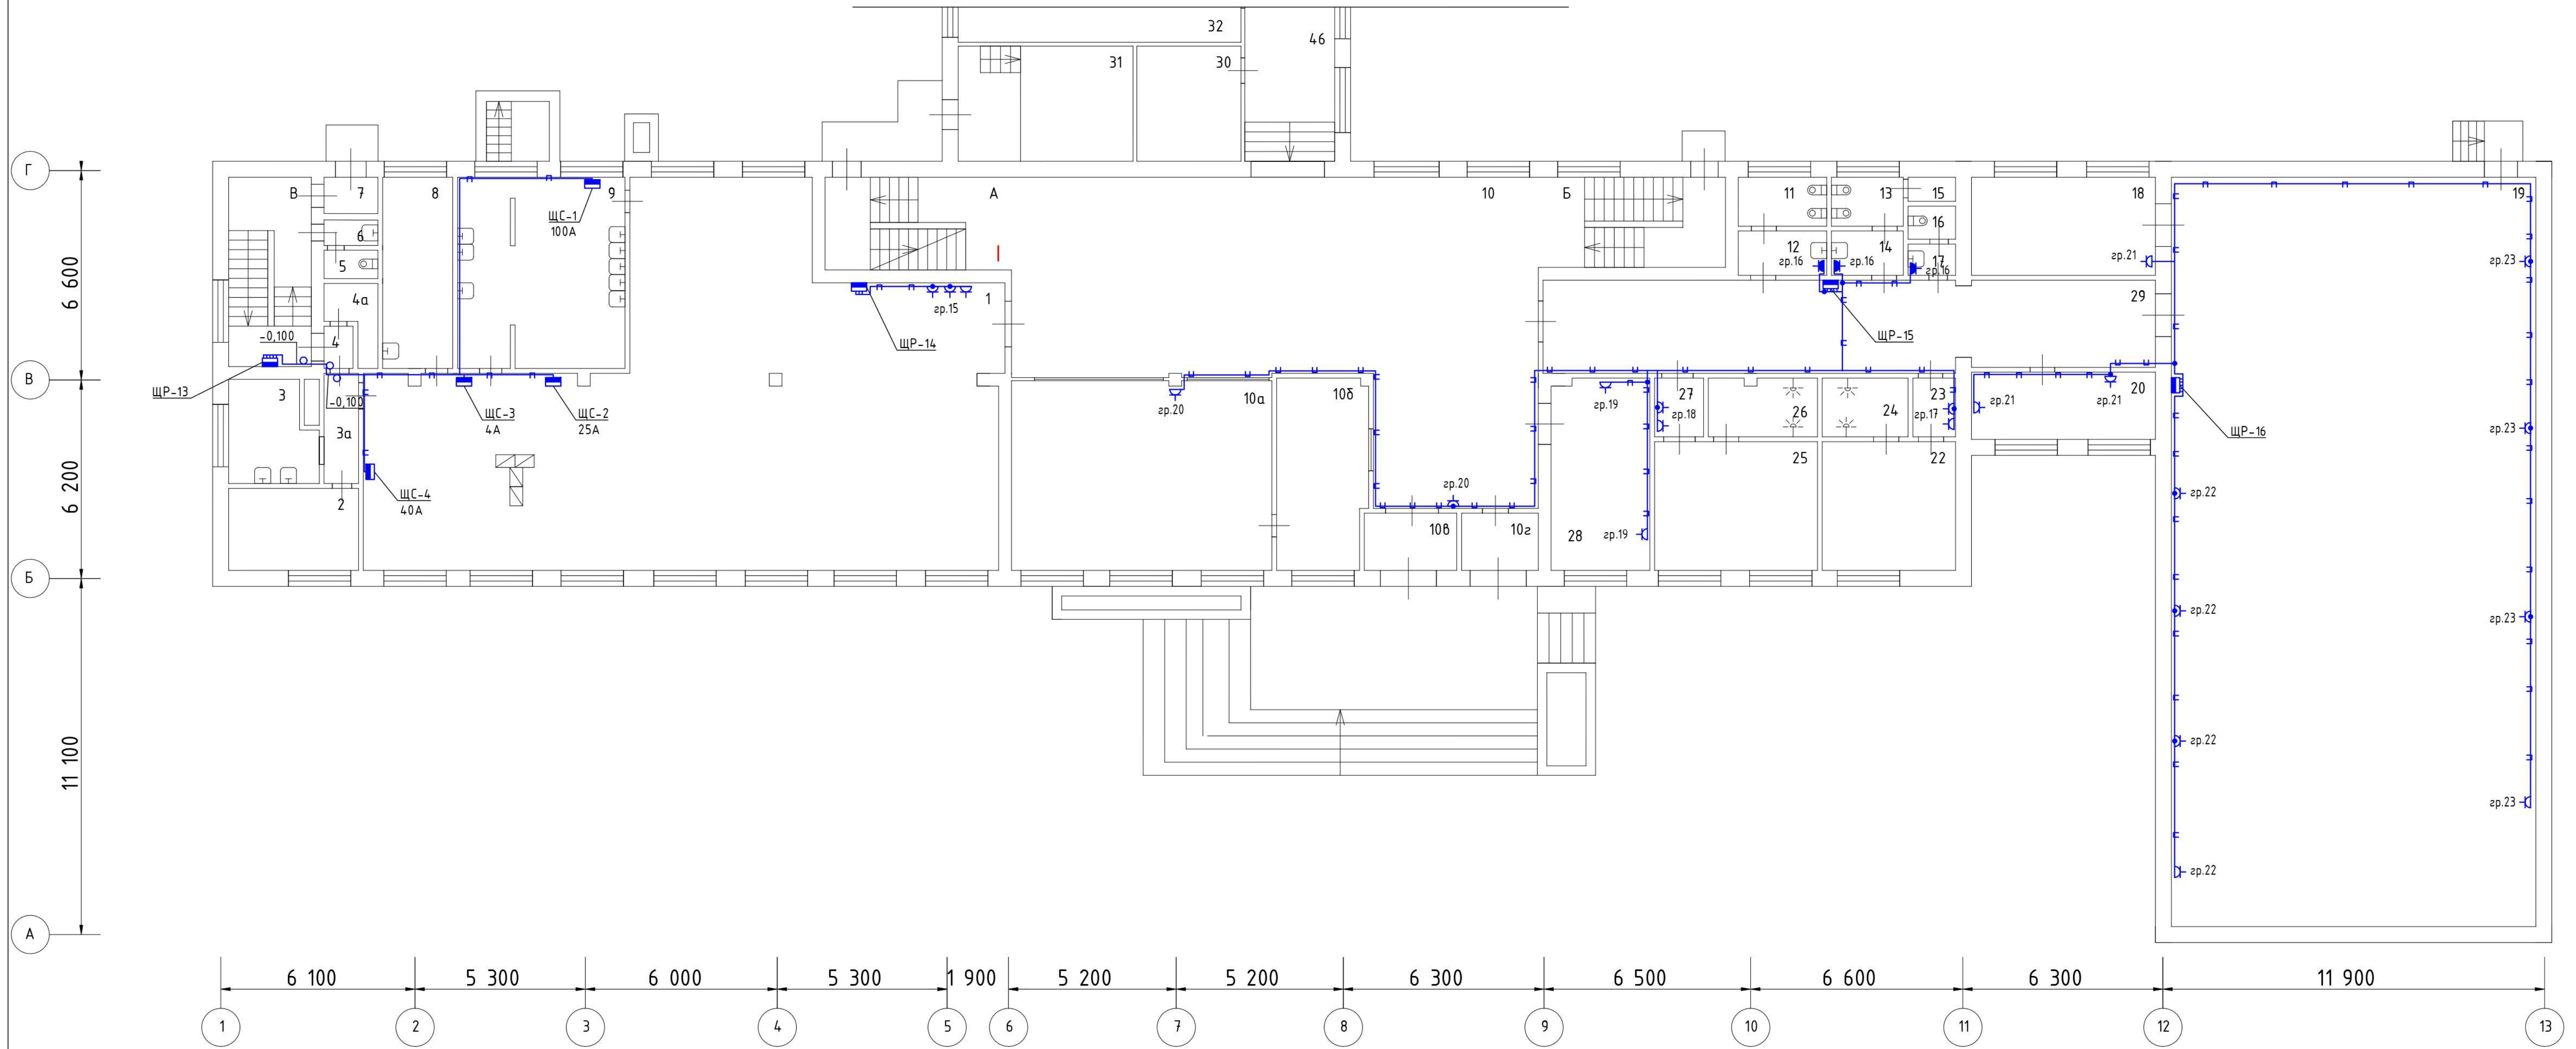 32
46
31
30
Г
В
7
8
9
А
10
Б
11
13
15
18
19
6
ЩС-1
100А
16
12
14
5
гр.16
гр.16
17
гр.16
гр.21
гр.23
4а
1
29
гр.15
-0,100
4
ЩР-14
ЩР-15
6 600
В
ЩР-13
3
-0,100
ЩС-3
4А
ЩС-2
25А
гр.20
10а
10б
гр.19
27
гр.18
26
24
23
гр.17
гр.21
гр.21
20
3а
ЩР-16
гр.23
25
22
6 200
ЩС-4
40А
2
гр.20
гр.22
10в
10г
28
гр.19
Б
гр.22
гр.23
11 100
гр.22
гр.23
гр.22
А
6 100
5 300
6 000
5 300
1 900
5 200
5 200
6 300
6 500
6 600
6 300
11 900
1
2
3
4
5
6
7
8
9
10
11
12
13